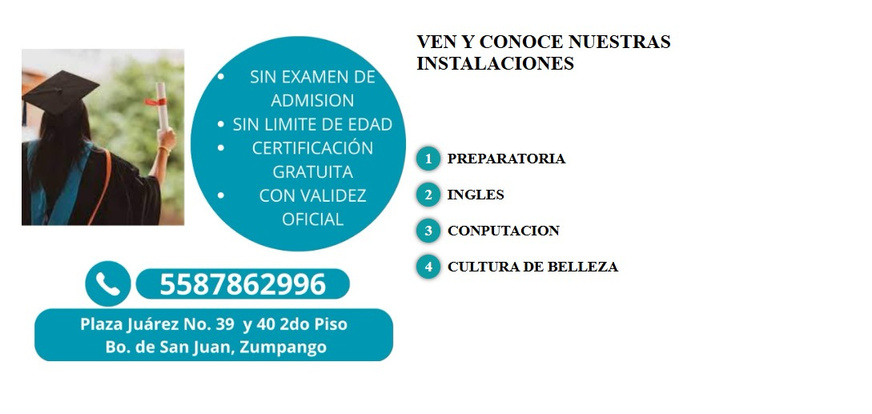 VEN Y CONOCE NUESTRAS
INSTALACIONES
SIN EXAMEN DE
ADMISION
SIN LIMITE DE EDAD
CERTIFICACIÓN
GRATUITA
CON VALIDEZ
OFICIAL
1 PREPARATORIA
2 INGLES
3 CONPUTACION
4 CULTURA DE BELLEZA
5587862996
Plaza Juárez No. 39 y 40 2do Piso
Bo. de San Juan, Zumpango